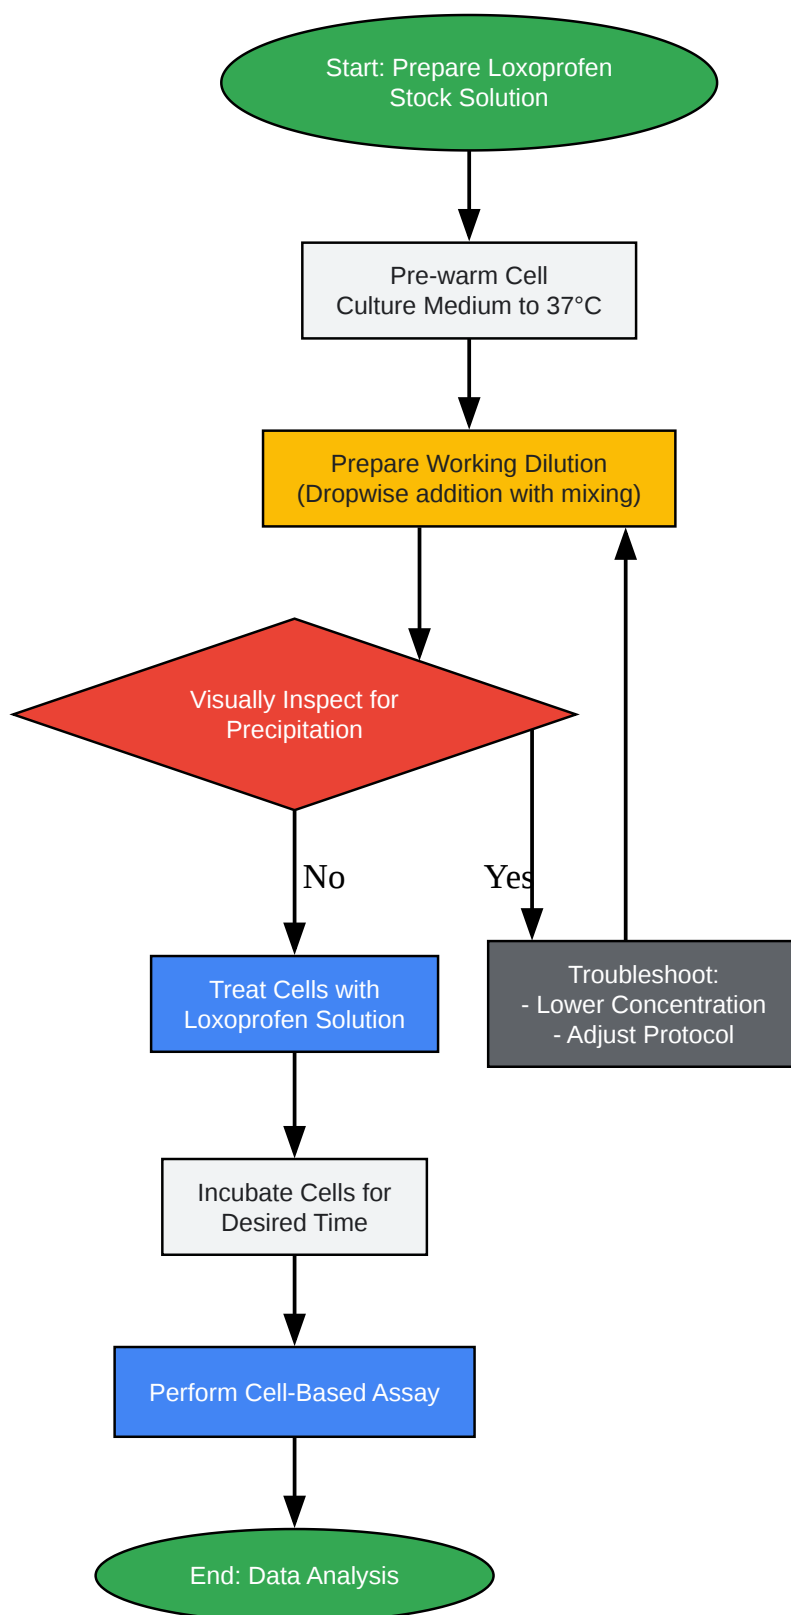 Start: Prepare Loxoprofen
Stock Solution
Pre-warm Cell
Culture Medium to 37°C
Prepare Working Dilution
(Dropwise addition with mixing)
Visually Inspect for
Precipitation
No
Yes
Treat Cells with
Loxoprofen Solution
Troubleshoot:
- Lower Concentration
- Adjust Protocol
Incubate Cells for
Desired Time
Perform Cell-Based Assay
End: Data Analysis